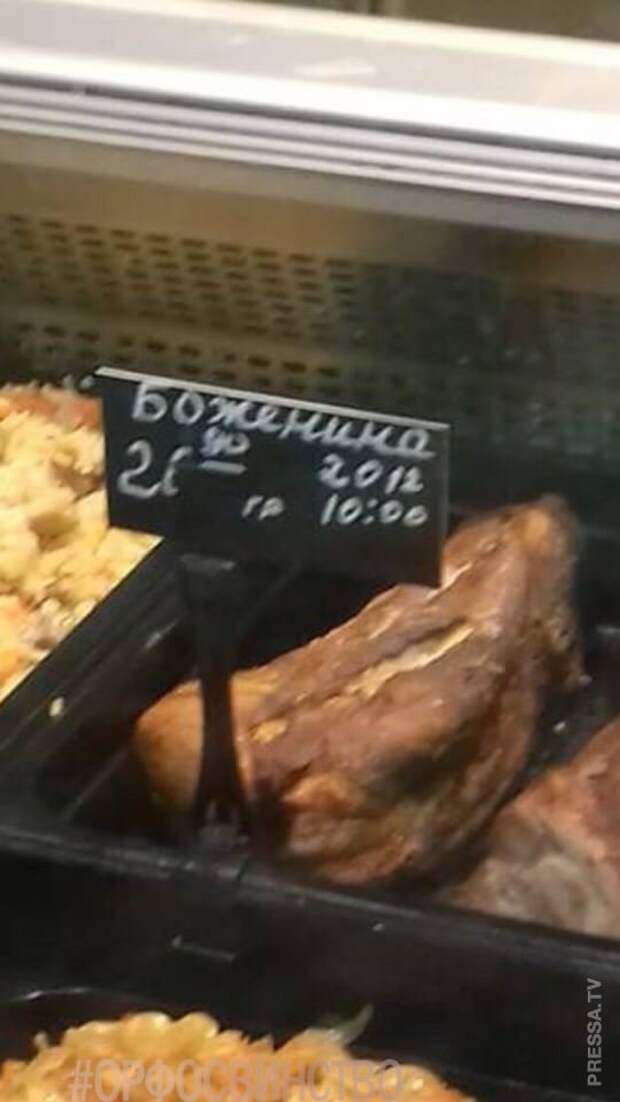 Боженина
90
2012
гр 10:00
#ОРФОСВИНСТВО
PRESSA.TV